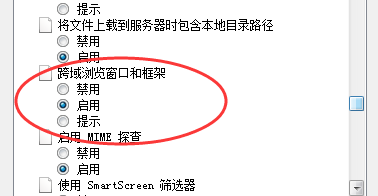 提示
将文件上载到服务器时包含本地目录路径
禁用
启用
跨域浏览窗口和框架
禁用
启用
提示
启用 MIME 探查
禁用
启用
使用 SmartScreen 筛选器